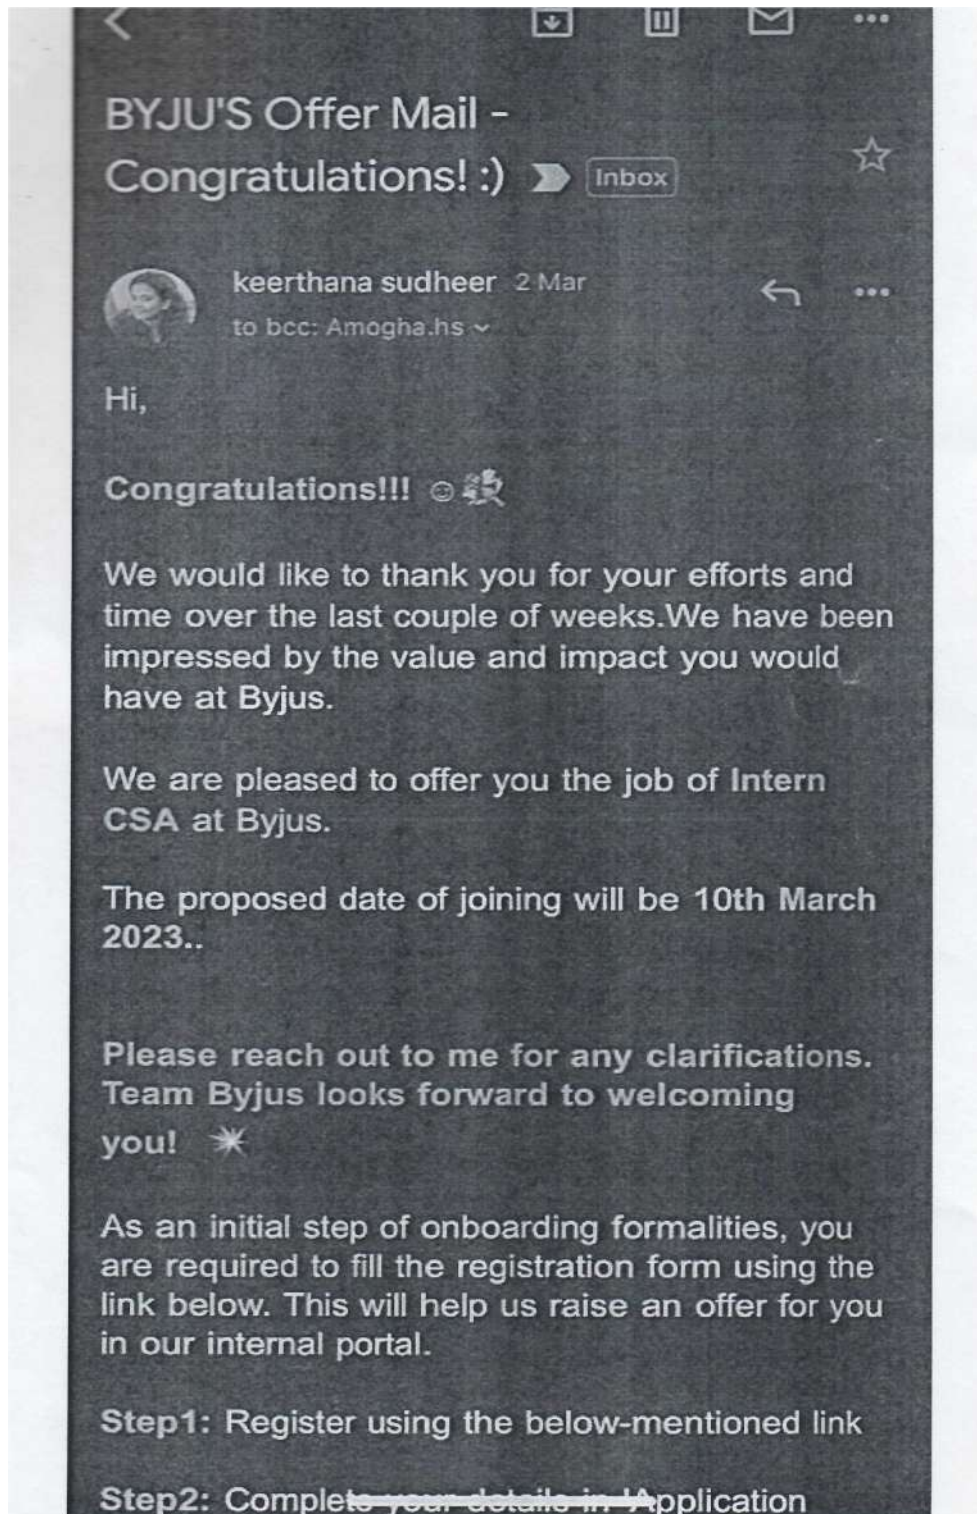 BYJU'S Offer Mail -
Congratulations! :) Inbox
keerthana sudheer 2 Mar
to bcc: Amogha.hs
Hi,
Congratulations!!!
We would like to thank you for your efforts and
time over the last couple of weeks.We have been
impressed by the value and impact you would
have at Byjus.
We are pleased to offer you the job of Intern
CSA at Byjus.
The proposed date of joining will be 10th March
2023..
Please reach out to me for any clarifications.
Team Byjus looks forward to welcoming
you!
As an initial step of onboarding formalities, you
are required to fill the registration form using the
link below. This will help us raise an offer for you
in our internal portal.
Step1: Register using the below-mentioned link
Step2: Complete your details in 'Application